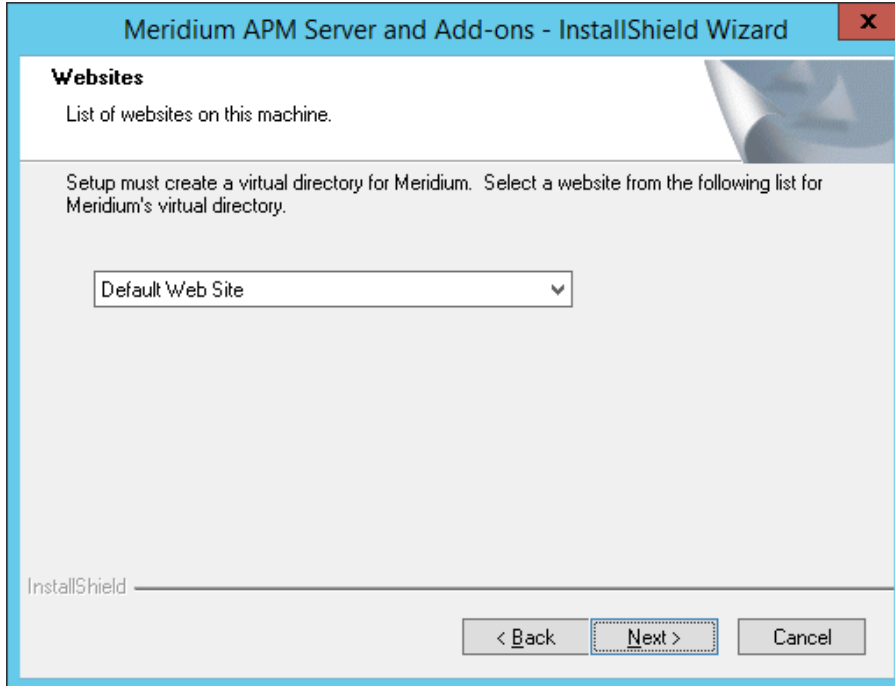 Meridium APM Server and Add-ons - InstallShield Wizard
x
Websites
List of websites on this machine.
Setup must create a virtual directory for Meridium. Select a website from the following list for
Meridium's virtual directory.
Default Web Site
InstallShield
< Back
Next >
Cancel